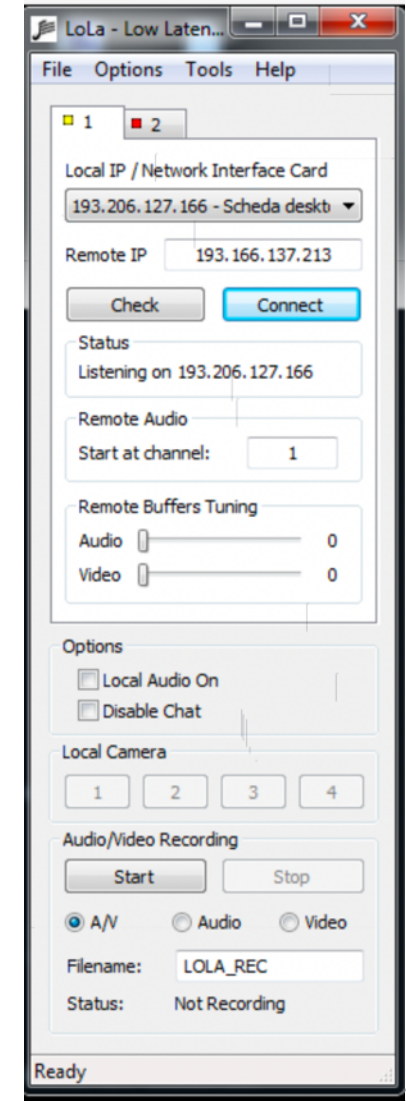 LoLa - Low Laten...
File Options Tools Help
1 2
Local IP / Network Interface Card
193.206.127.166 - Scheda deskt
Remote IP 193.166.137.213
Check Connect
Status
Listening on 193.206.127.166
Remote Audio
Start at channel: 1
Remote Buffers Tuning
Audio 0
Video 0
Options
Local Audio On
Disable Chat
Local Camera
1 2 3 4
Audio/Video Recording
Start Stop
A/V Audio Video
Filename: LOLA_REC
Status: Not Recording
Ready